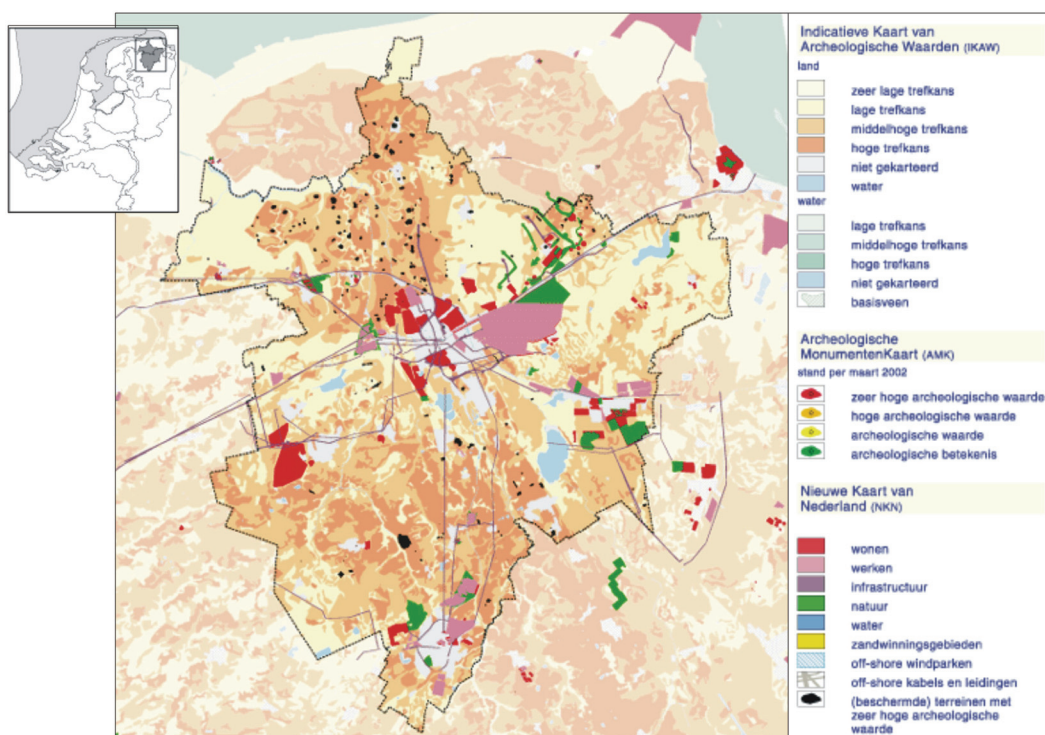 Indicatieve Kaart van
Archeologische Waarden (IKAW)
land
zeer lage trefkans
lage trefkans
middelhoge trefkans
hoge trefkans
niet gekarteerd
water
water
lage trefkans
middelhoge trefkans
hoge trefkans
niet gekarteerd
basisveen
Archeologische
MonumentenKaart (AMK)
stand per maart 2002
zeer hoge archeologische waarde
hoge archeologische waarde
archeologische waarde
archeologische betekenis
Nieuwe Kaart van
Nederland (NKN)
wonen
werken
infrastructuur
natuur
water
zandwinningsgebieden
off-shore windparken
off-shore kabels en leidingen
(beschermde) terreinen met
zeer hoge archeologische
waarde